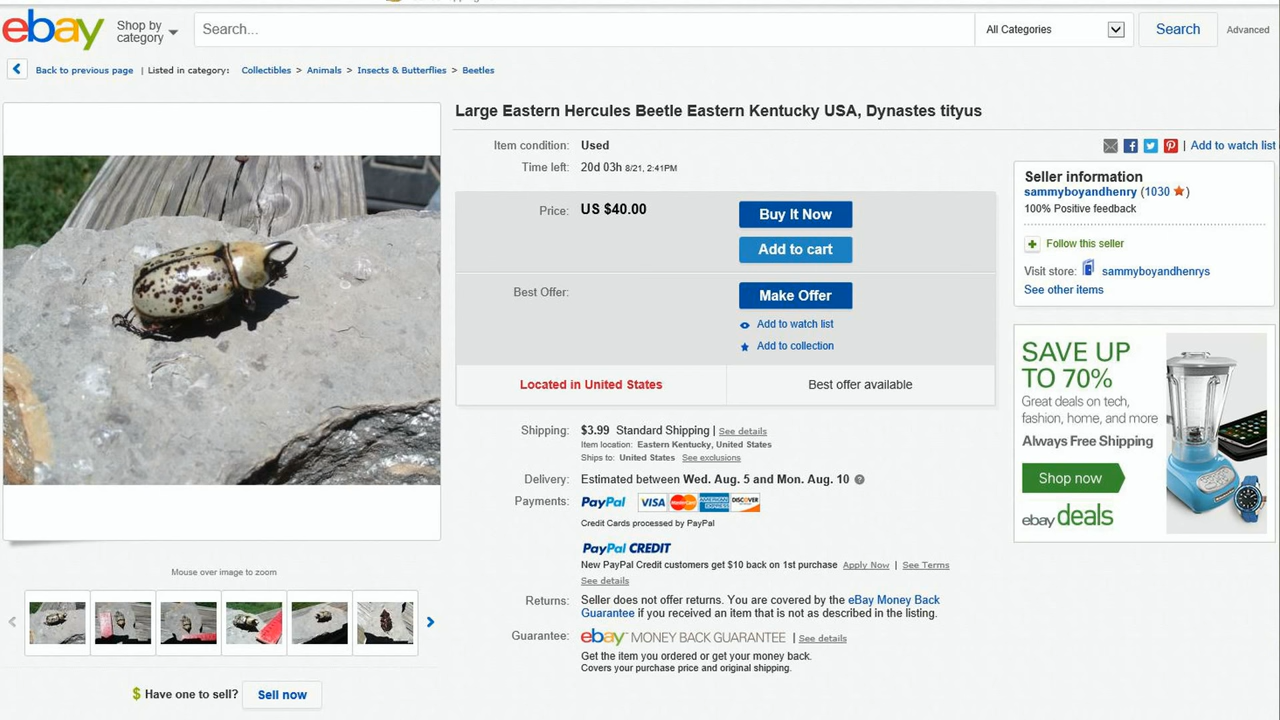 ebay
Shop by
category
Search...
All Categories
Search
Advanced
Back to previous page | Listed in category: Collectibles > Animals > Insects & Butterflies > Beetles
Large Eastern Hercules Beetle Eastern Kentucky USA, Dynastes tityus
Item condition: Used
Time left: 20d 03h 8/21, 2:41PM
| Add to watch list
Seller information
sammyboyandhenry (1030 )
100% Positive feedback
Follow this seller
Visit store: sammyboyandhenrys
See other items
Price: US $40.00
Buy It Now
Add to cart
Best Offer:
Make Offer
Add to watch list
Add to collection
Located in United States
Best offer available
Shipping: $3.99 Standard Shipping | See details
Item location: Eastern Kentucky, United States
Ships to: United States See exclusions
Delivery: Estimated between Wed. Aug. 5 and Mon. Aug. 10 ?
Payments: PayPal VISA MasterCard AMERICAN EXPRESS DISCOVER
Credit Cards processed by PayPal
PayPal CREDIT
New PayPal Credit customers get $10 back on 1st purchase Apply Now | See Terms
See details
Returns: Seller does not offer returns. You are covered by the eBay Money Back
Guarantee if you received an item that is not as described in the listing.
Guarantee: ebay MONEY BACK GUARANTEE | See details
Get the item you ordered or get your money back.
Covers your purchase price and original shipping.
SAVE UP
TO 70%
Great deals on tech,
fashion, home, and more
Always Free Shipping
Shop now
ebay deals
Mouse over image to zoom
$ Have one to sell? Sell now